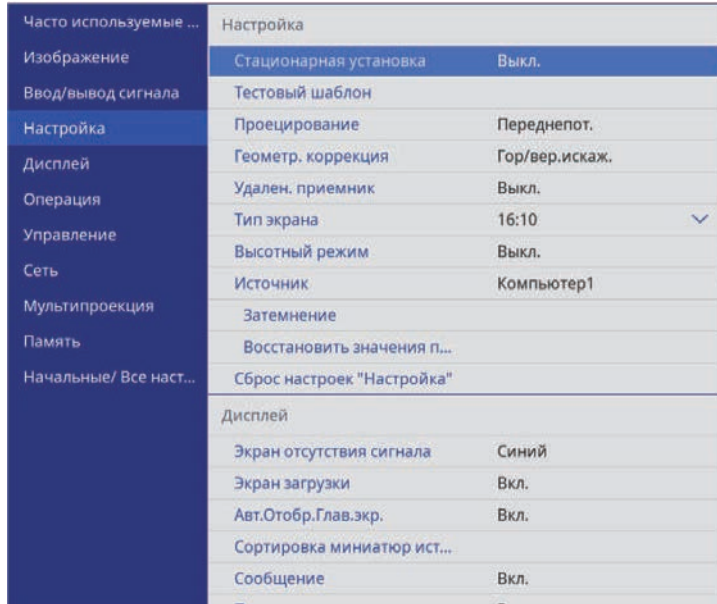 Часто используемые ...
Изображение
Ввод/вывод сигнала
Настройка
Дисплей
Операция
Управление
Сеть
Мультипроекция
Память
Начальные/ Все наст...
Настройка
Стационарная установка Выкл.
Тестовый шаблон
Проецирование Переднепот.
Геометр. коррекция Гор/вер.искаж.
Удален. приемник Выкл.
Тип экрана 16:10
Высотный режим Выкл.
Источник Компьютер1
Затемнение
Восстановить значения п...
Сброс настроек "Настройка"
Дисплей
Экран отсутствия сигнала Синий
Экран загрузки Вкл.
Авт.Отобр.Глав.экр. Вкл.
Сортировка миниатюр ист...
Сообщение Вкл.